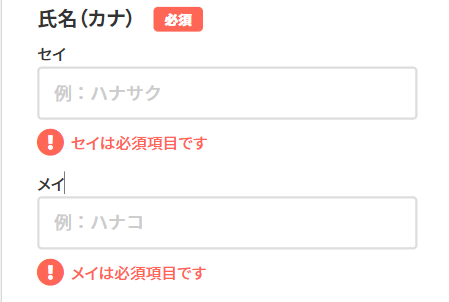 氏名（カナ） 必須
セイ
例：ハナサク
セイは必須項目です
メイ
例：ハナコ
メイは必須項目です